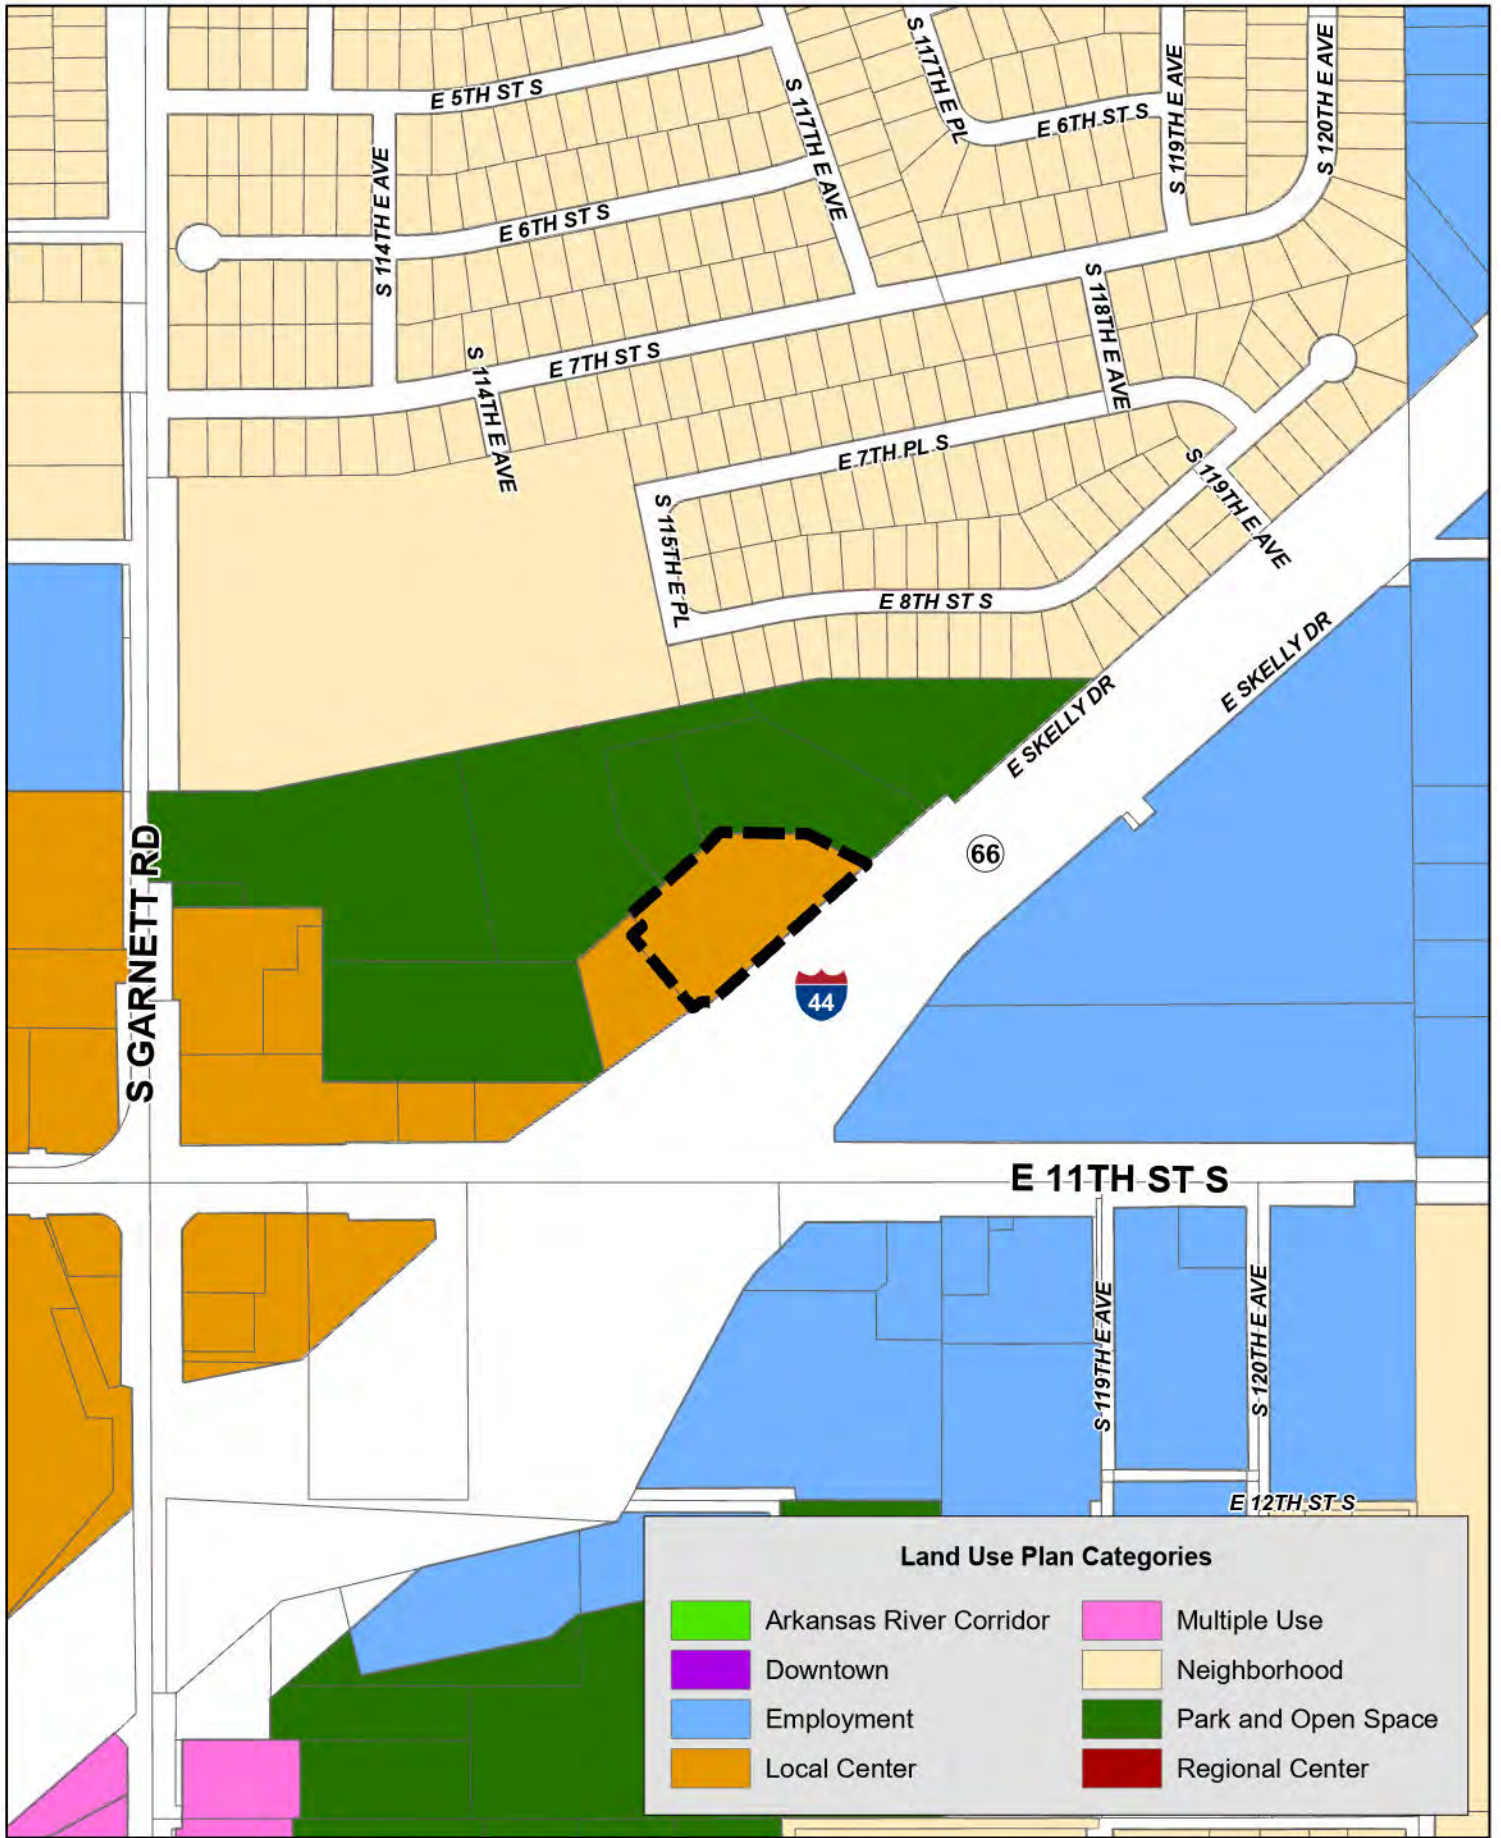 S 117TH E PL
S 119TH E AVE
S 120TH E AVE
E 5TH ST S
S 117TH E AVE
E 6TH ST S
S 114TH E AVE
E 6TH ST S
S 118TH E AVE
E 7TH ST S
S 114TH E AVE
E 7TH PL S
S 119TH E AVE
S 115TH E PL
E 8TH ST S
E SKELLY DR
E SKELLY DR
66
S GARNETT RD
44
E 11TH ST S
S 119TH E AVE
S 120TH E AVE
E 12TH ST S
Land Use Plan Categories
Arkansas River Corridor
Downtown
Employment
Local Center
Multiple Use
Neighborhood
Park and Open Space
Regional Center